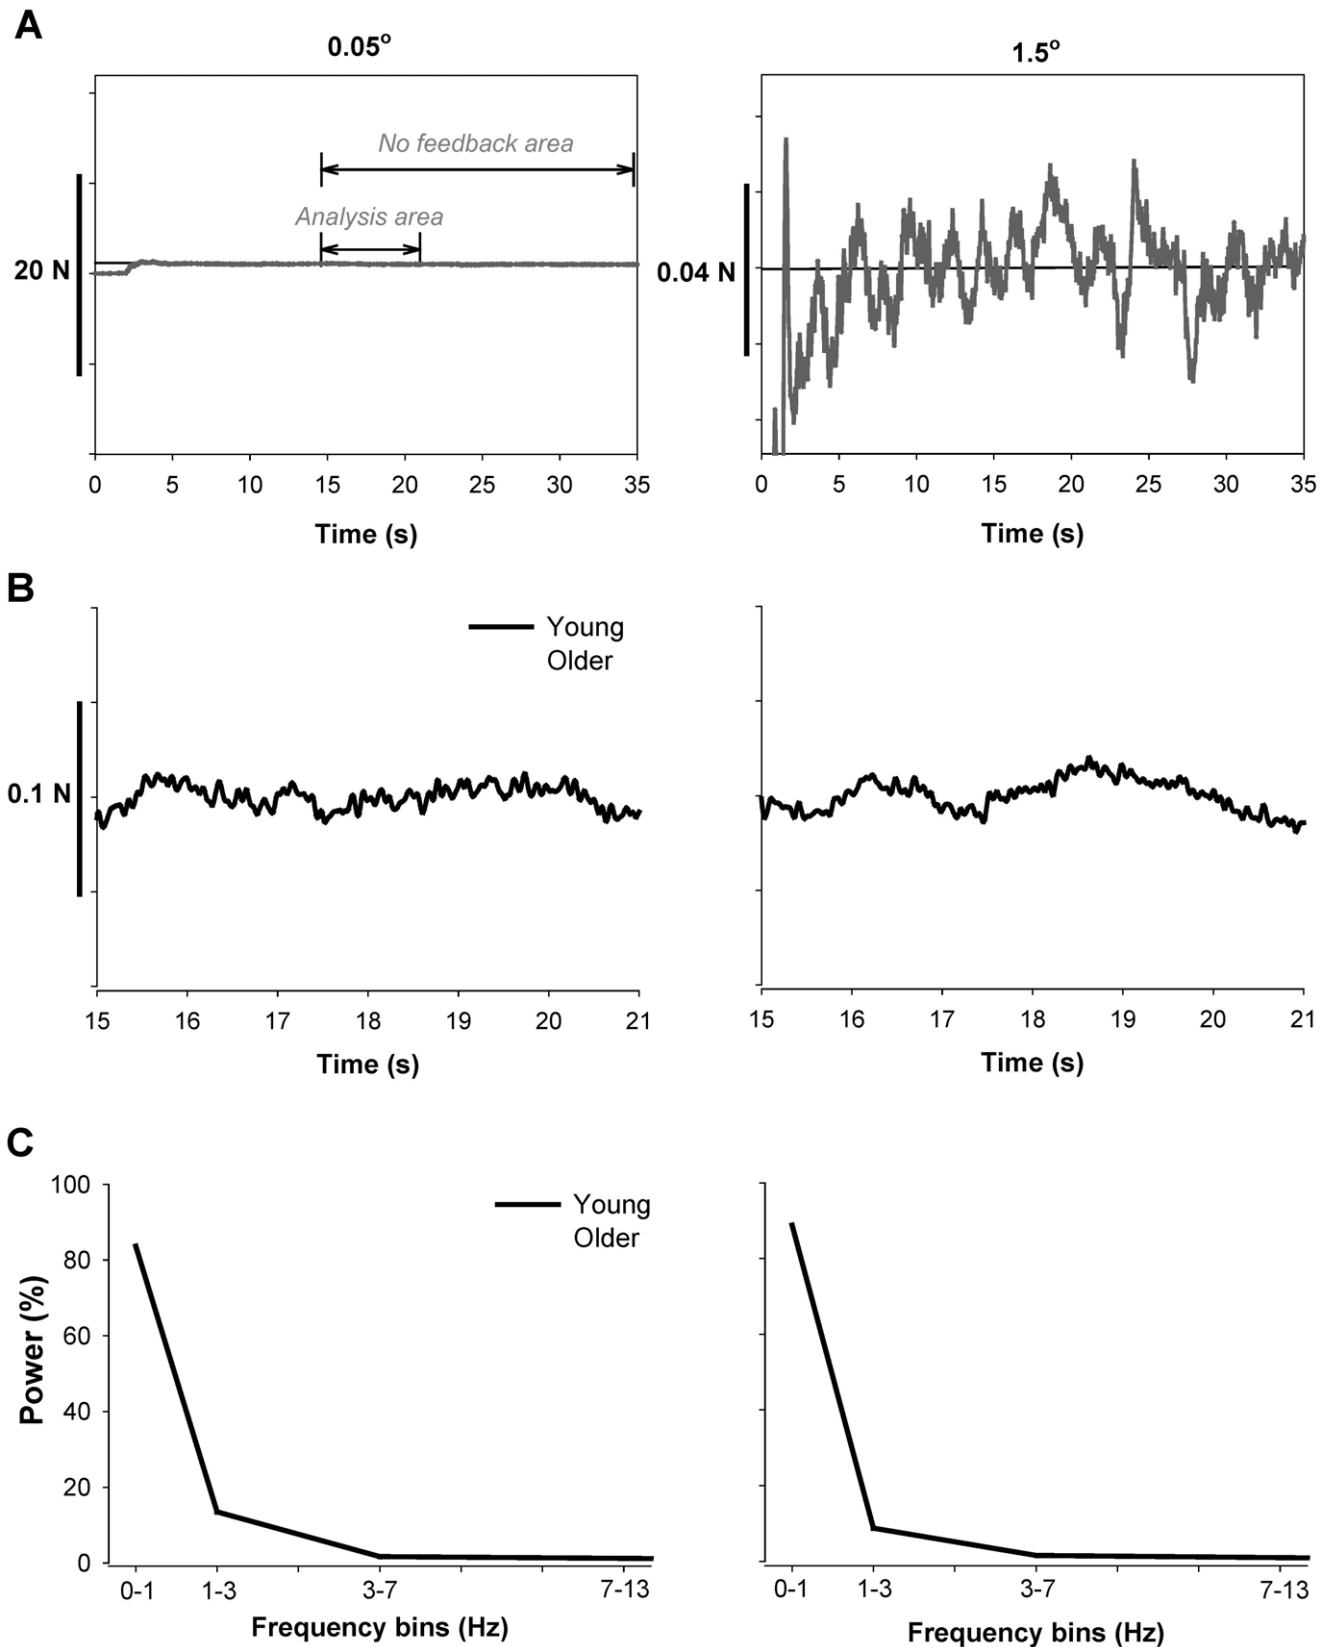 A
0.05°
1.5°
No feedback area
Analysis area
20 N
0.04 N
0 5 10 15 20 25 30 35
0 5 10 15 20 25 30 35
Time (s)
Time (s)
B
Young
Older
0.1 N
15 16 17 18 19 20 21
15 16 17 18 19 20 21
Time (s)
Time (s)
C
100
80
60
40
20
0
Power (%)
Young
Older
0-1 1-3 3-7 7-13
0-1 1-3 3-7 7-13
Frequency bins (Hz)
Frequency bins (Hz)